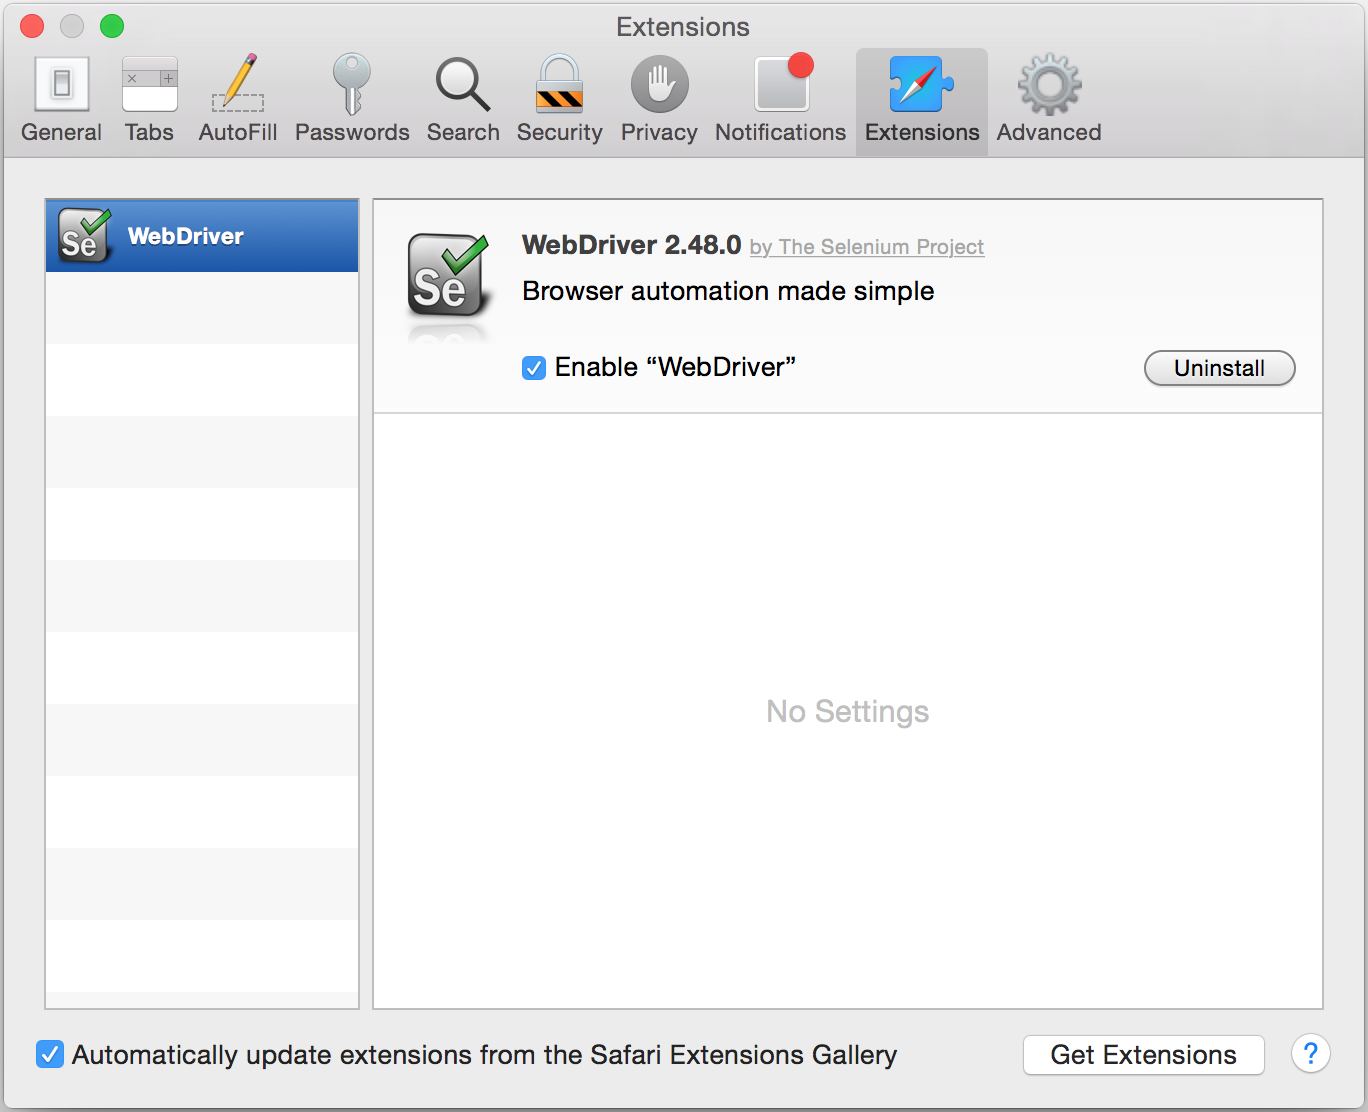 Extensions
General Tabs AutoFill Passwords Search Security Privacy Notifications Extensions Advanced
Se WebDriver
Se
WebDriver 2.48.0 by The Selenium Project
Browser automation made simple
Enable “WebDriver”
Uninstall
No Settings
Automatically update extensions from the Safari Extensions Gallery
Get Extensions
?